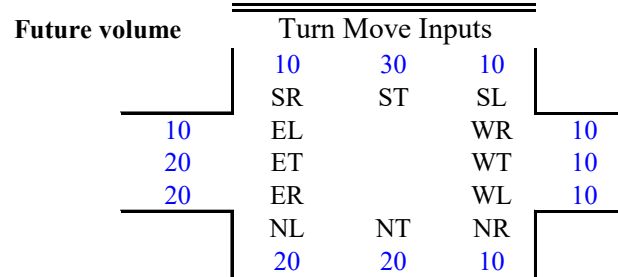 Future volume Turn Move Inputs
10 30 10
SR ST SL
10 EL WR 10
20 ET WT 10
20 ER WL 10
NL NT NR
20 20 10